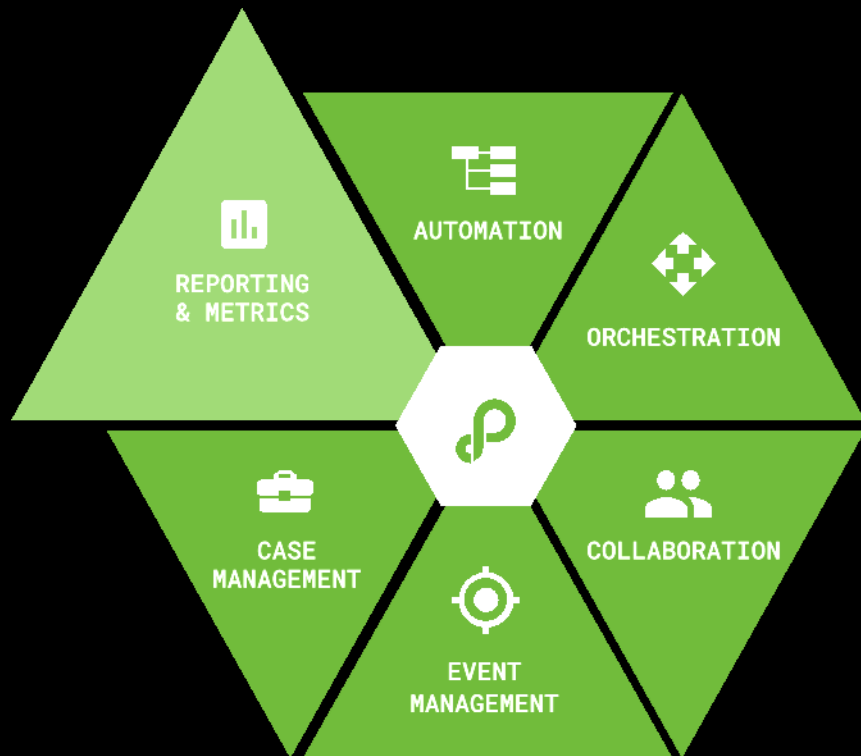 AUTOMATION
REPORTING
& METRICS
ORCHESTRATION
CASE
MANAGEMENT
COLLABORATION
EVENT
MANAGEMENT